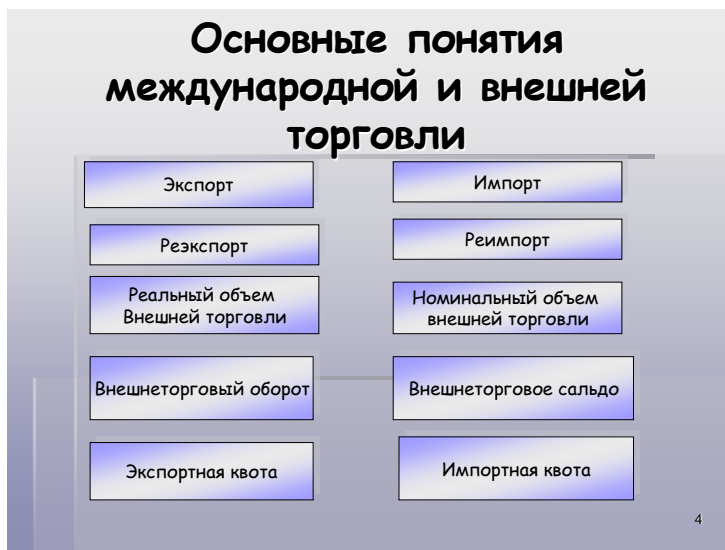 Основные понятия
международной и внешней
торговли
Экспорт
Импорт
Реэкспорт
Реимпорт
Реальный объем
Внешней торговли
Номинальный объем
внешней торговли
Внешнеторговый оборот
Внешнеторговое сальдо
Экспортная квота
Импортная квота
4